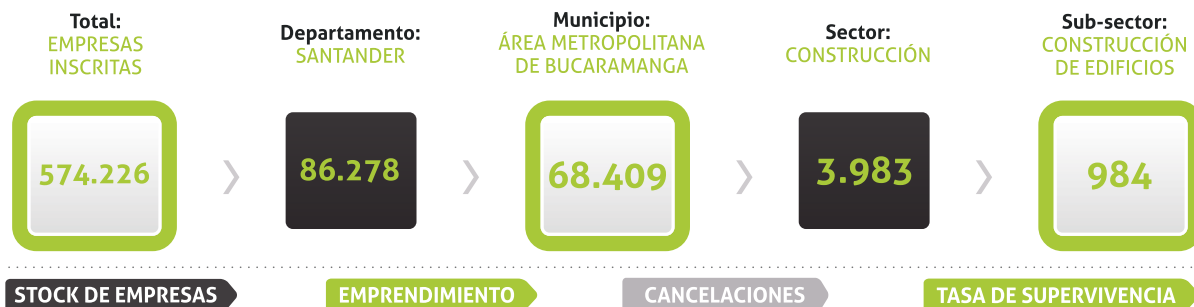 Total:
EMPRESAS
INSCRITAS
574.226
Departamento:
SANTANDER
86.278
Municipio:
ÁREA METROPOLITANA
DE BUCARAMANGA
68.409
Sector:
CONSTRUCCIÓN
3.983
Sub-sector:
CONSTRUCCIÓN
DE EDIFICIOS
984
STOCK DE EMPRESAS
EMPRENDIMIENTO
CANCELACIONES
TASA DE SUPERVIVENCIA